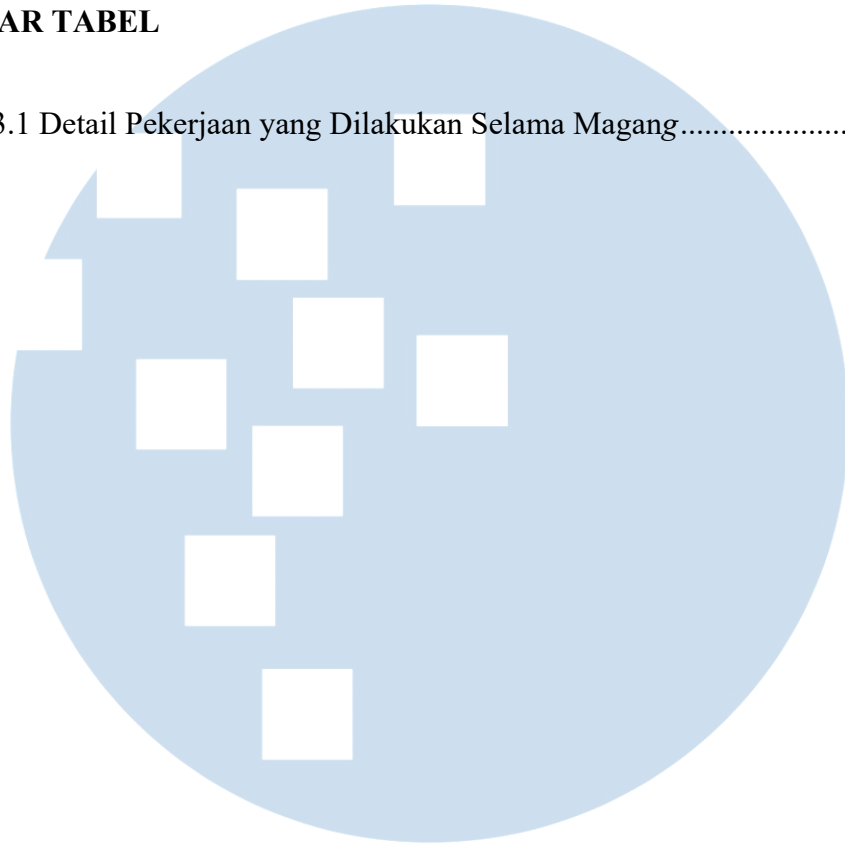 AR TABEL
3.1 Detail Pekerjaan yang Dilakukan Selama Magang.....................